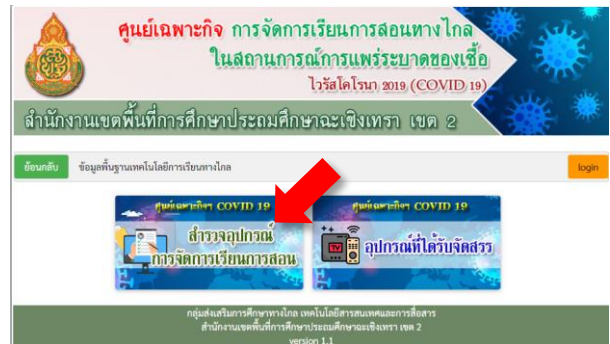 ศูนย์เฉพาะกิจ การจัดการเรียนการสอนทางไกล
ในสถานการณ์การแพร่ระบาดของเชื้อ
ไวรัสโคโรนา 2019 (COVID 19)
สำนักงานเขตพื้นที่การศึกษาประถมศึกษาฉะเชิงเทรา เขต 2
ย้อนกลับ ข้อมูลพื้นฐานเทคโนโลยีการเรียนทางไกล login
ศูนย์เฉพาะกิจฯ COVID 19
สำรวจอุปกรณ์
การจัดการเรียนการสอน
ศูนย์เฉพาะกิจฯ COVID 19
TV
อุปกรณ์ที่ได้รับจัดสรร
กลุ่มส่งเสริมการศึกษาทางไกล เทคโนโลยีสารสนเทศและการสื่อสาร
สำนักงานเขตพื้นที่การศึกษาประถมศึกษาฉะเชิงเทรา เขต 2
version 1.1